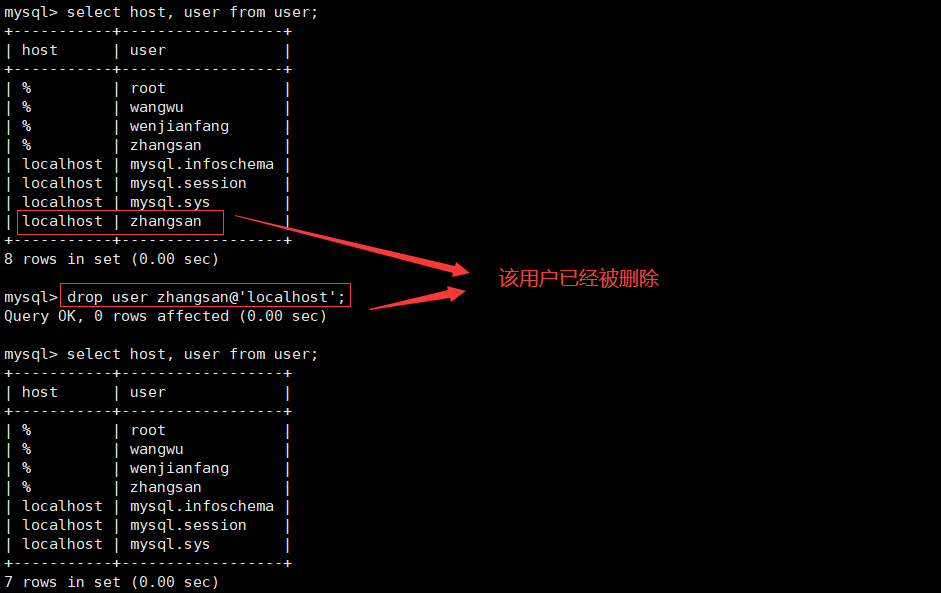 mysql> select host, user from user;
+-----------+------------------+
| host      | user             |
+-----------+------------------+
| %         | root             |
| %         | wangwu           |
| %         | wenjianfang      |
| %         | zhangsan         |
| localhost | mysql.infoschema |
| localhost | mysql.session    |
| localhost | mysql.sys        |
| localhost | zhangsan         |
+-----------+------------------+
8 rows in set (0.00 sec)
该用户已经被删除
mysql> drop user zhangsan@'localhost';
Query OK, 0 rows affected (0.00 sec)
mysql> select host, user from user;
+-----------+------------------+
| host      | user             |
+-----------+------------------+
| %         | root             |
| %         | wangwu           |
| %         | wenjianfang      |
| %         | zhangsan         |
| localhost | mysql.infoschema |
| localhost | mysql.session    |
| localhost | mysql.sys        |
+-----------+------------------+
7 rows in set (0.00 sec)